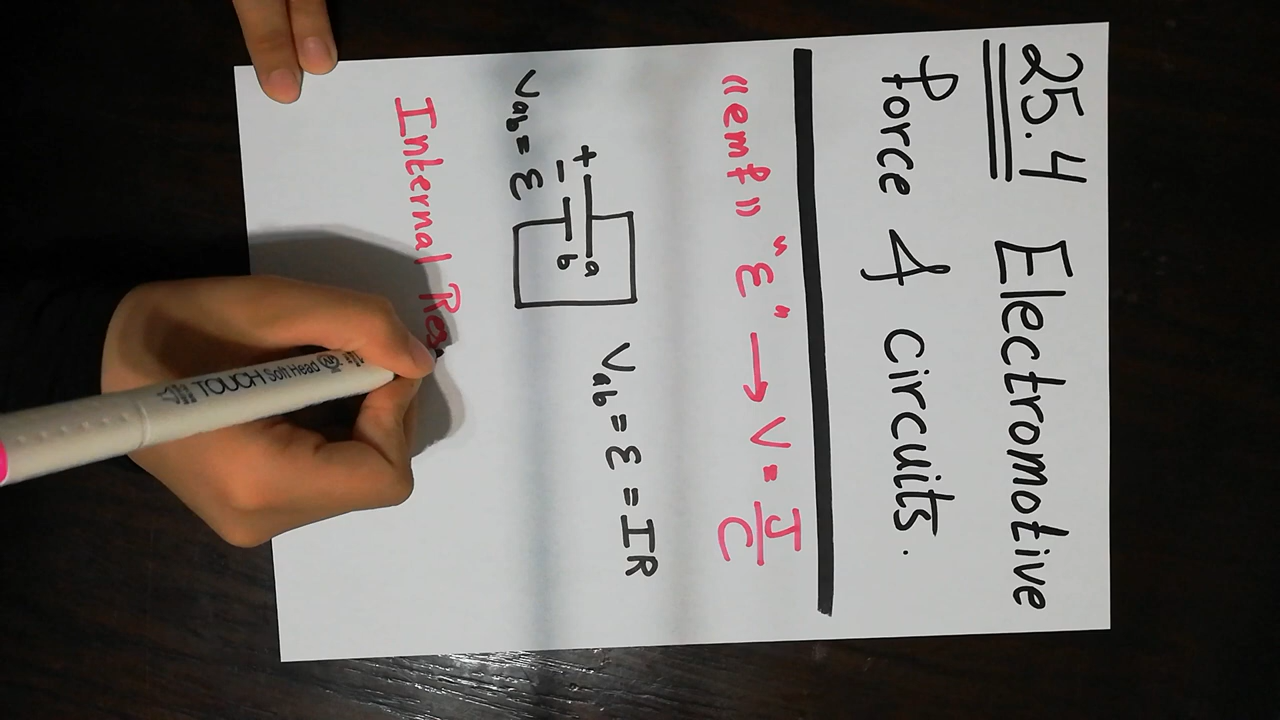 25.4 Electromotive
force & circuits.
"emf" "ε" → V = J/C
+
-
a
b
Vab = ε
Vab = ε = IR
Internal Res
TOUCH Soft Head